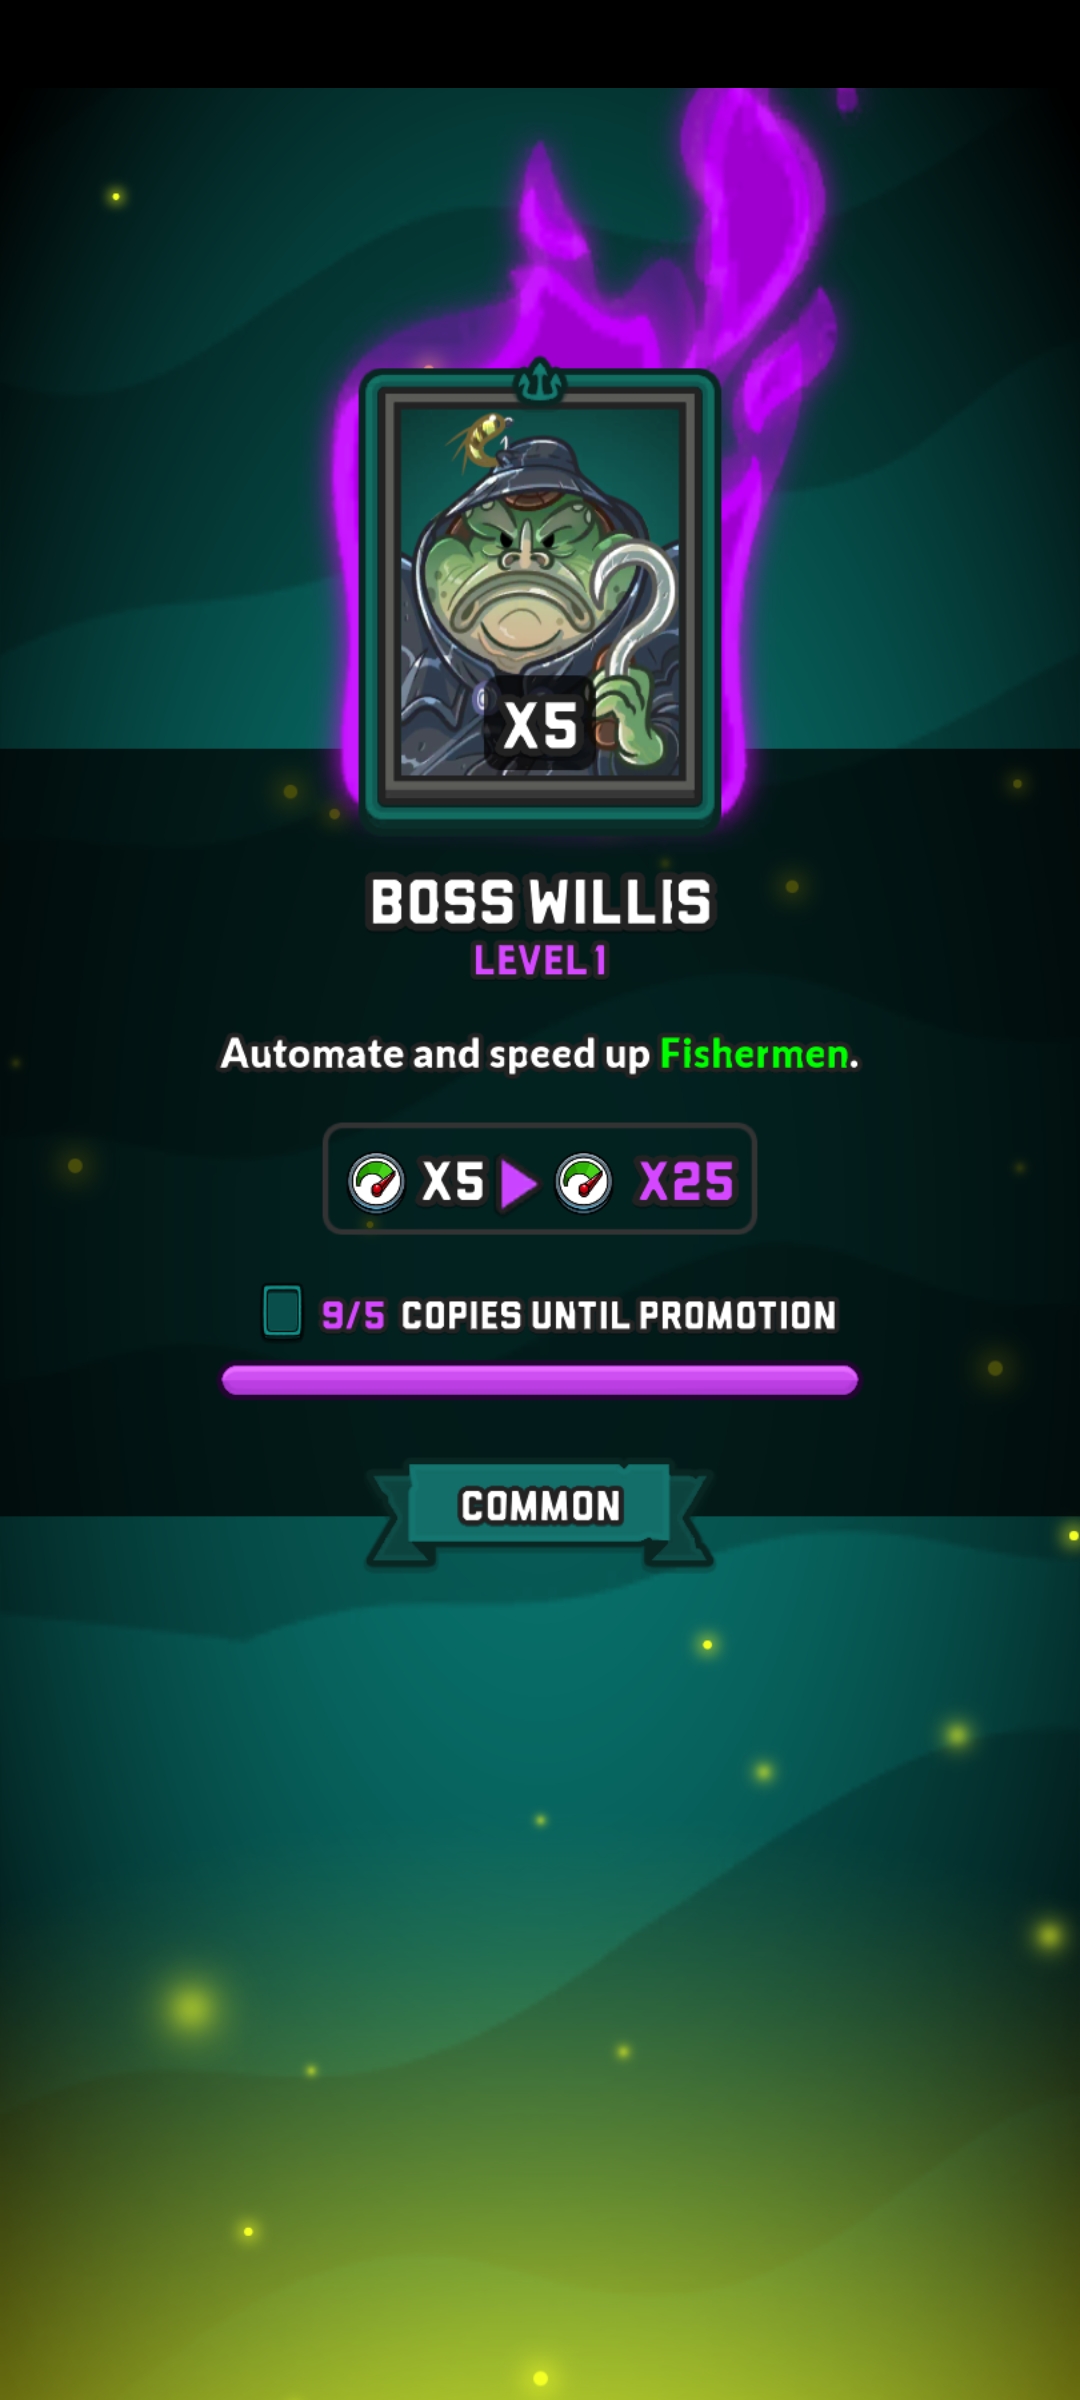 X5
BOSS WILLIS
LEVEL 1
Automate and speed up Fishermen.
X5 X25
9/5 COPIES UNTIL PROMOTION
COMMON